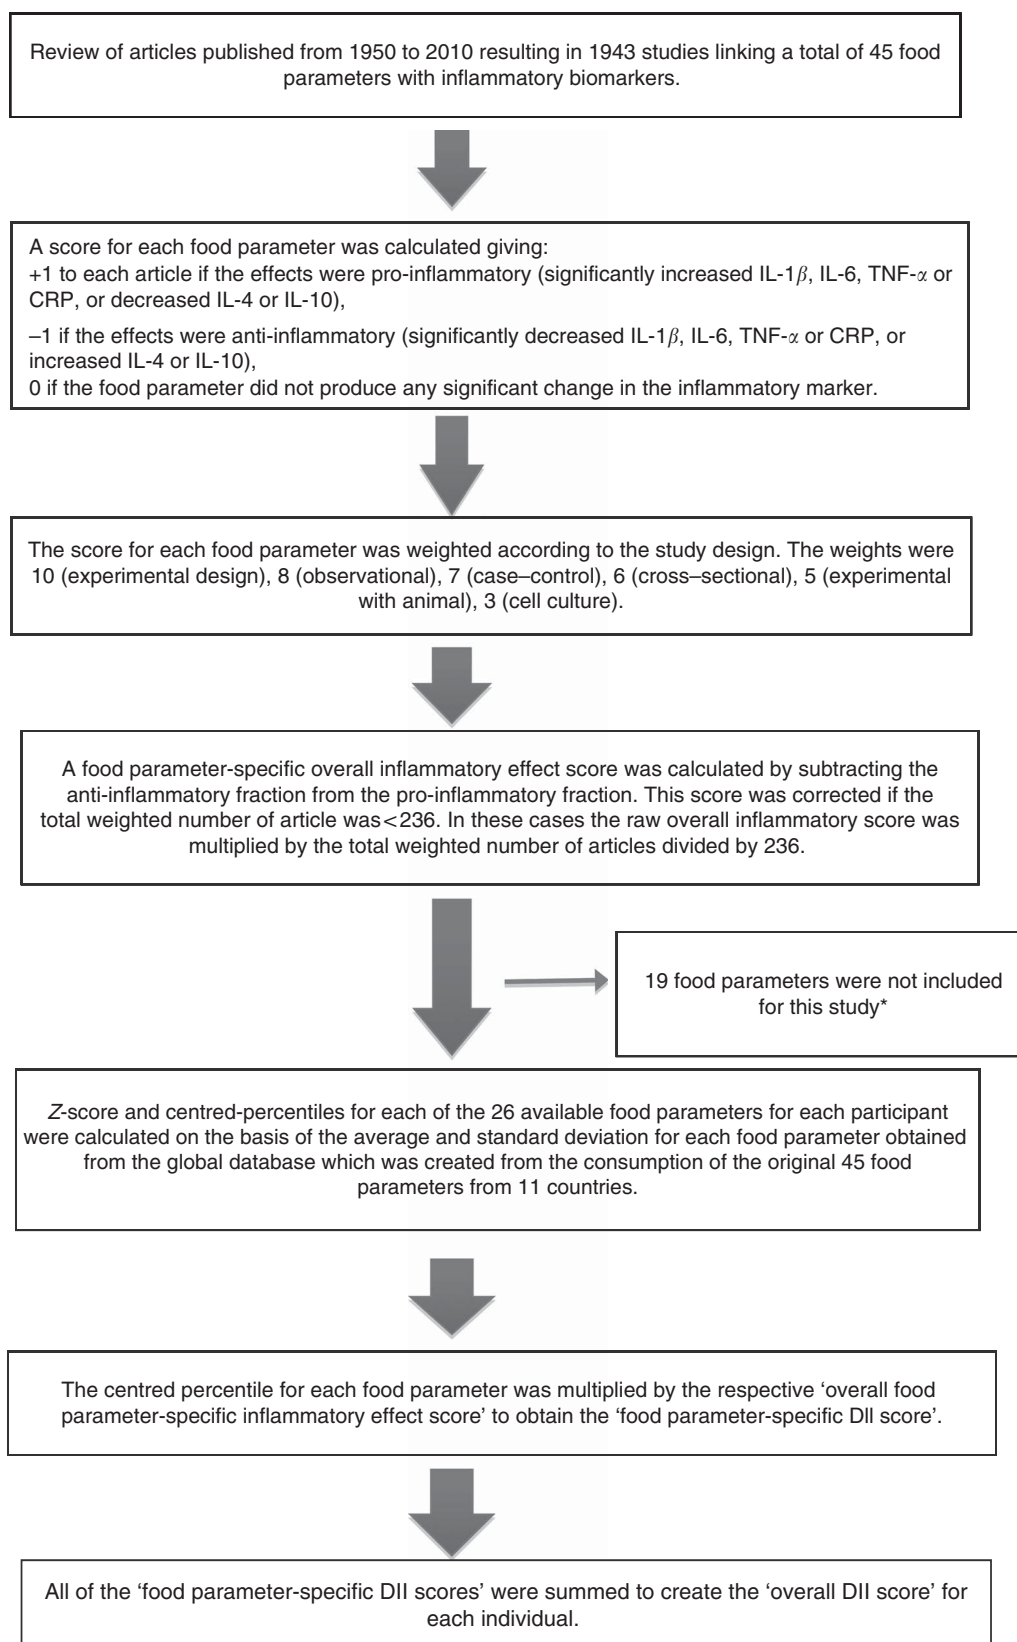 Review of articles published from 1950 to 2010 resulting in 1943 studies linking a total of 45 food
parameters with inflammatory biomarkers.
A score for each food parameter was calculated giving:
+1 to each article if the effects were pro-inflammatory (significantly increased IL-1β, IL-6, TNF-α or
CRP, or decreased IL-4 or IL-10),
–1 if the effects were anti-inflammatory (significantly decreased IL-1β, IL-6, TNF-α or CRP, or
increased IL-4 or IL-10),
0 if the food parameter did not produce any significant change in the inflammatory marker.
The score for each food parameter was weighted according to the study design. The weights were
10 (experimental design), 8 (observational), 7 (case–control), 6 (cross–sectional), 5 (experimental
with animal), 3 (cell culture).
A food parameter-specific overall inflammatory effect score was calculated by subtracting the
anti-inflammatory fraction from the pro-inflammatory fraction. This score was corrected if the
total weighted number of article was<236. In these cases the raw overall inflammatory score was
multiplied by the total weighted number of articles divided by 236.
19 food parameters were not included
for this study*
Z-score and centred-percentiles for each of the 26 available food parameters for each participant
were calculated on the basis of the average and standard deviation for each food parameter obtained
from the global database which was created from the consumption of the original 45 food
parameters from 11 countries.
The centred percentile for each food parameter was multiplied by the respective ‘overall food
parameter-specific inflammatory effect score’ to obtain the ‘food parameter-specific DII score’.
All of the ‘food parameter-specific DII scores’ were summed to create the ‘overall DII score’ for
each individual.